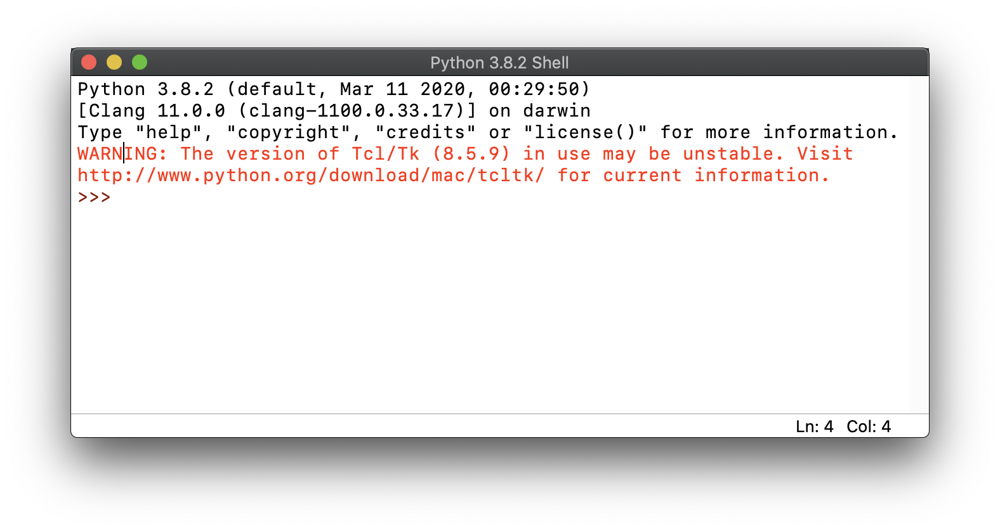 Python 3.8.2 Shell
Python 3.8.2 (default, Mar 11 2020, 00:29:50)
[Clang 11.0.0 (clang-1100.0.33.17)] on darwin
Type "help", "copyright", "credits" or "license()" for more information.
WARNING: The version of Tcl/Tk (8.5.9) in use may be unstable. Visit
http://www.python.org/download/mac/tcltk/ for current information.
>>>
Ln: 4 Col: 4